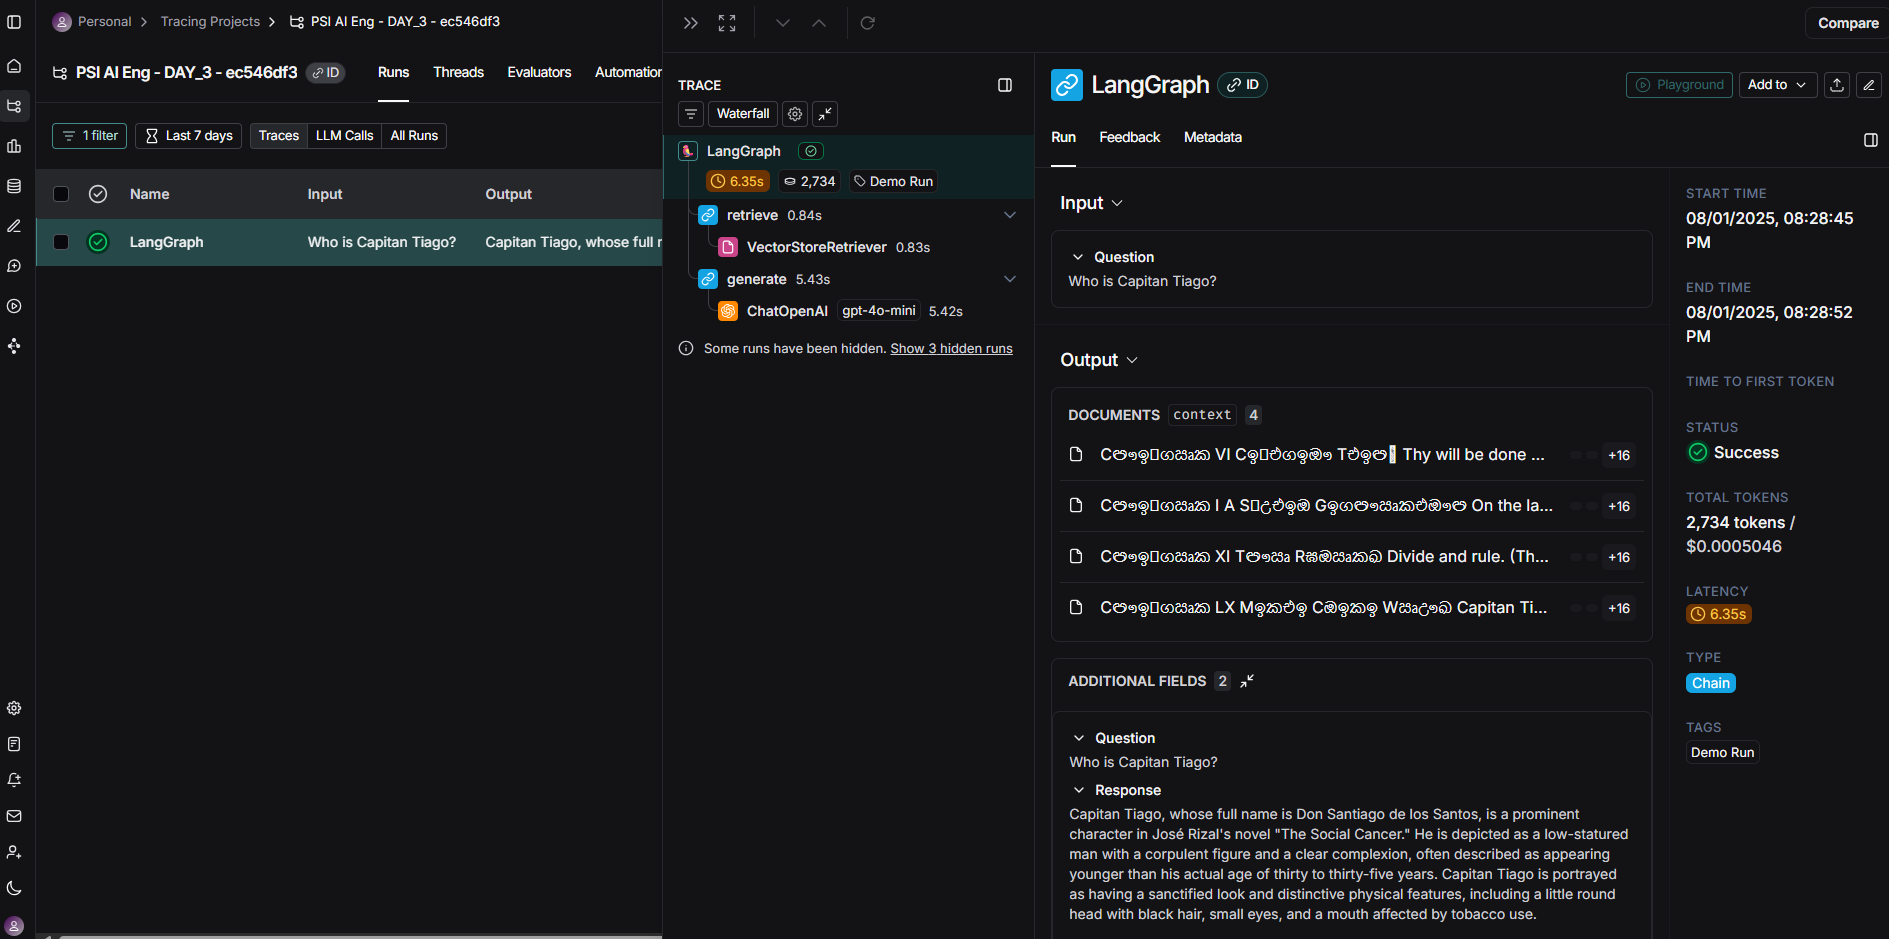 Personal
Tracing Projects
PSI AI Eng - DAY_3 - ec546df3
PSI AI Eng - DAY_3 - ec546df3
ID
Runs
Threads
Evaluators
Automation
1 filter
Last 7 days
Traces
LLM Calls
All Runs
Name
Input
Output
LangGraph
Who is Capitan Tiago?
Capitan Tiago, whose full
TRACE
Waterfall
LangGraph
6.35s
2,734
Demo Run
retrieve 0.84s
VectorStoreRetriever 0.83s
generate 5.43s
ChatOpenAI gpt-4o-mini 5.42s
Some runs have been hidden. Show 3 hidden runs
Compare
LangGraph
ID
Playground
Add to
Run
Feedback
Metadata
Input
Question
Who is Capitan Tiago?
Output
DOCUMENTS context 4
VI Thy will be done ... +16
I A On the la... +16
XI Divide and rule. (Th... +16
LX Capitan Ti... +16
ADDITIONAL FIELDS 2
Question
Who is Capitan Tiago?
Response
Capitan Tiago, whose full name is Don Santiago de los Santos, is a prominent
character in José Rizal's novel "The Social Cancer." He is depicted as a low-statured
man with a corpulent figure and a clear complexion, often described as appearing
younger than his actual age of thirty to thirty-five years. Capitan Tiago is portrayed
as having a sanctified look and distinctive physical features, including a little round
head with black hair, small eyes, and a mouth affected by tobacco use.
START TIME
08/01/2025, 08:28:45
PM
END TIME
08/01/2025, 08:28:52
PM
TIME TO FIRST TOKEN
STATUS
Success
TOTAL TOKENS
2,734 tokens /
$0.0005046
LATENCY
6.35s
TYPE
Chain
TAGS
Demo Run